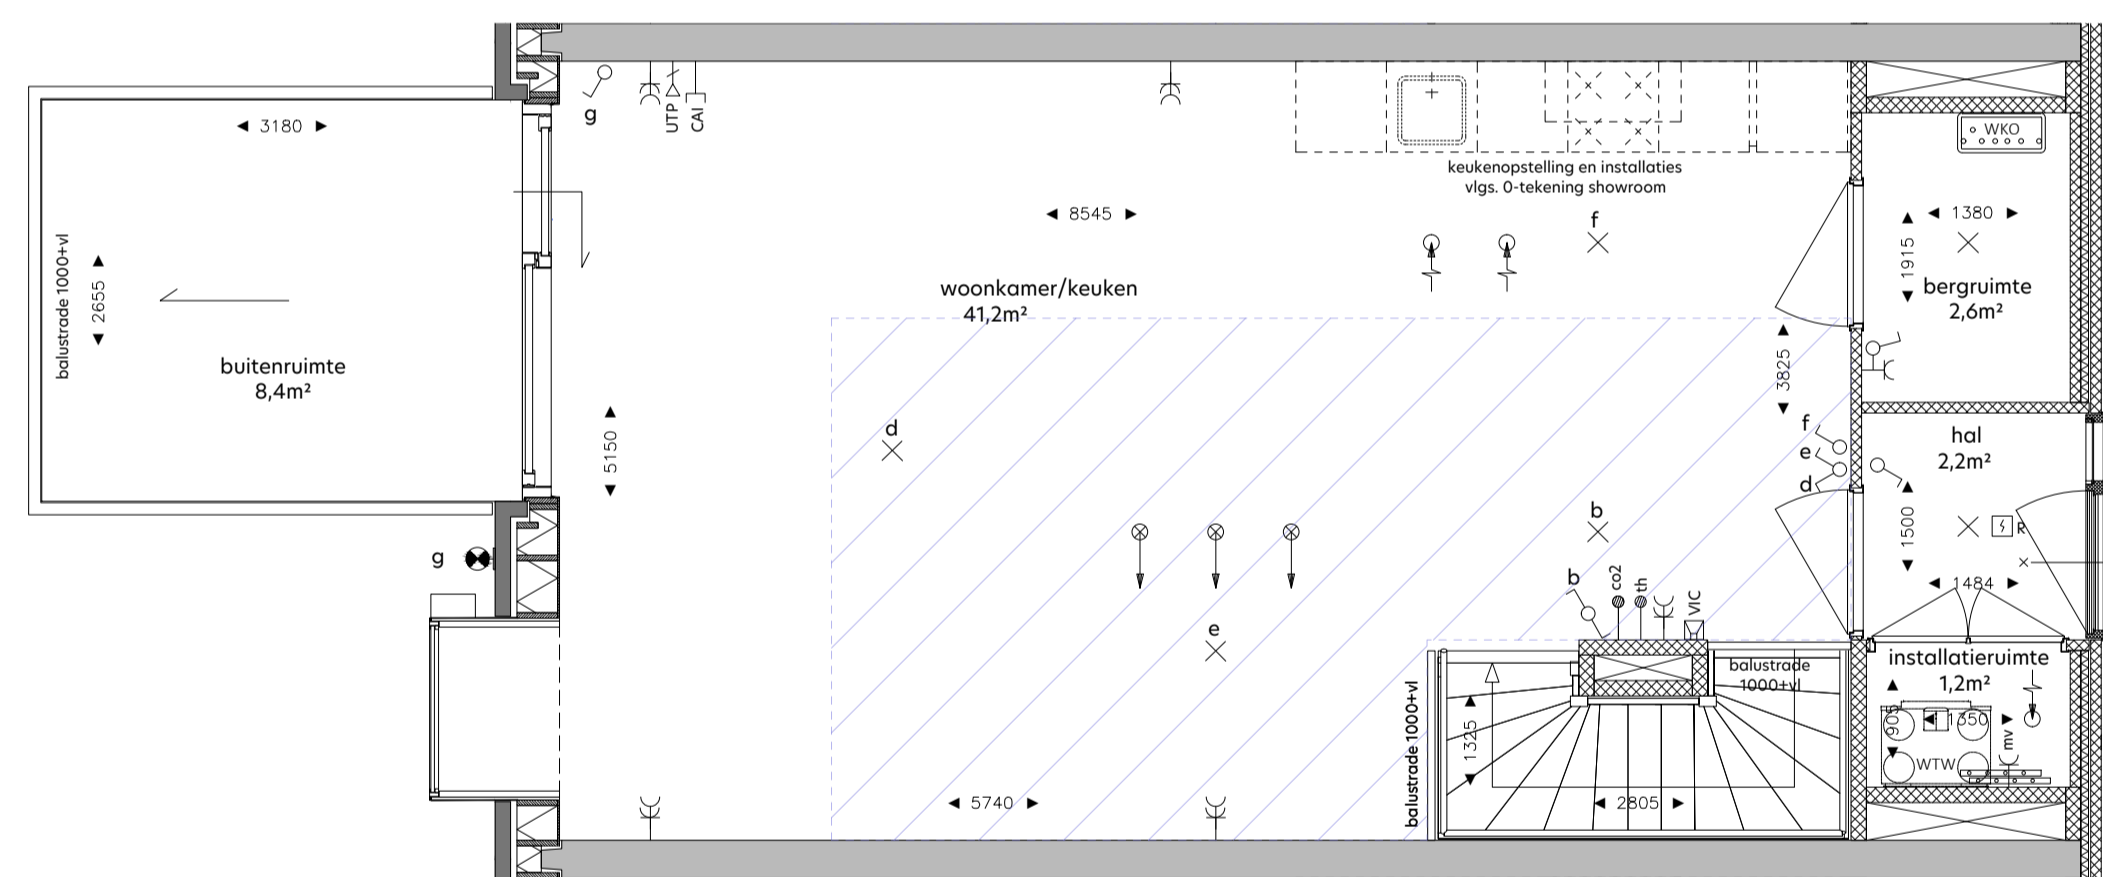 g
UTP
CAI
3180
WKO
keukenopstelling en installaties
vlgs. 0-tekening showroom
8545
f
1380
1915
balustrade 1000+vl
2655
woonkamer/keuken
41,2m²
bergruimte
2,6m²
buitenruimte
8,4m²
3825
5150
d
f
e
d
hal
2,2m²
b
1500
R
g
b
co2
th
VIC
1484
e
balustrade
1000+vl
installatieruimte
1,2m²
balustrade 1000+vl
1325
905
1350
mv
WTW
5740
2805